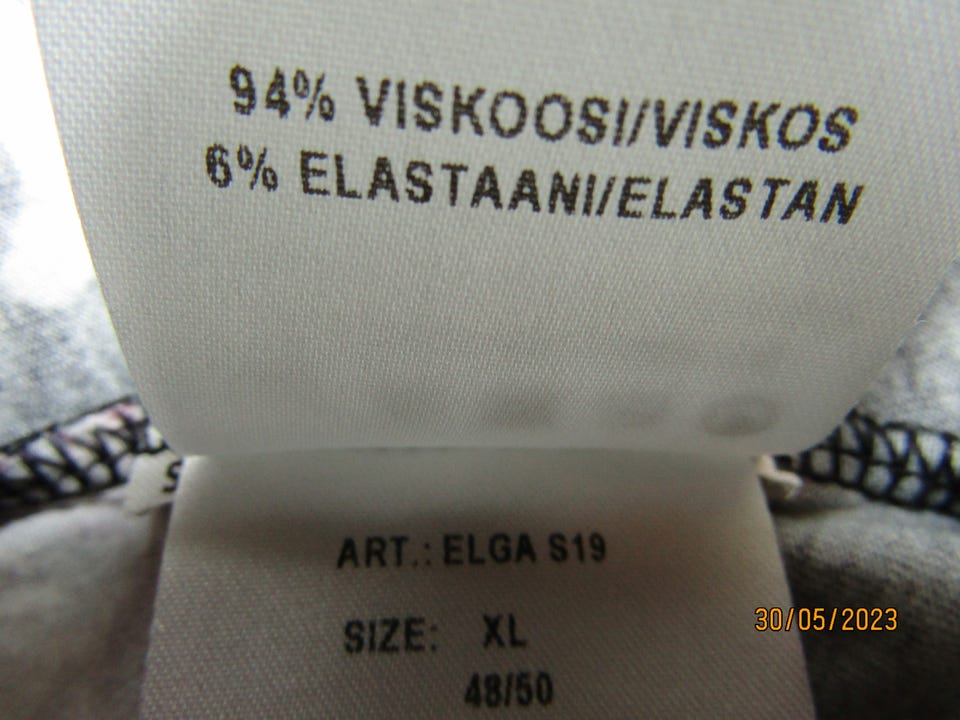 94% VISKOOSI/VISKOS
6% ELASTAANI/ELASTAN
S
ART.: ELGA S19
SIZE: XL
48/50
30/05/2023